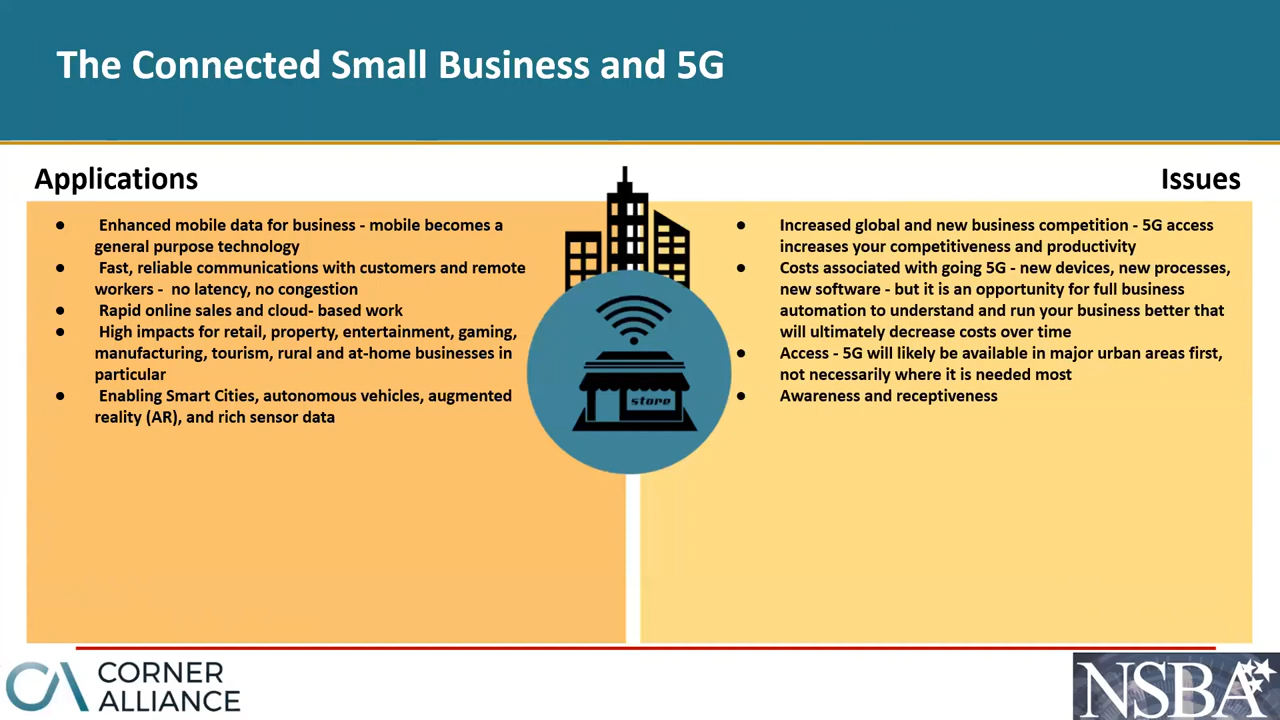 The Connected Small Business and 5G
Applications
● Enhanced mobile data for business - mobile becomes a
general purpose technology
● Fast, reliable communications with customers and remote
workers - no latency, no congestion
● Rapid online sales and cloud- based work
● High impacts for retail, property, entertainment, gaming,
manufacturing, tourism, rural and at-home businesses in
particular
● Enabling Smart Cities, autonomous vehicles, augmented
reality (AR), and rich sensor data
store
Issues
● Increased global and new business competition - 5G access
increases your competitiveness and productivity
● Costs associated with going 5G - new devices, new processes,
new software - but it is an opportunity for full business
automation to understand and run your business better that
will ultimately decrease costs over time
● Access - 5G will likely be available in major urban areas first,
not necessarily where it is needed most
● Awareness and receptiveness
CORNER
ALLIANCE
NSBA